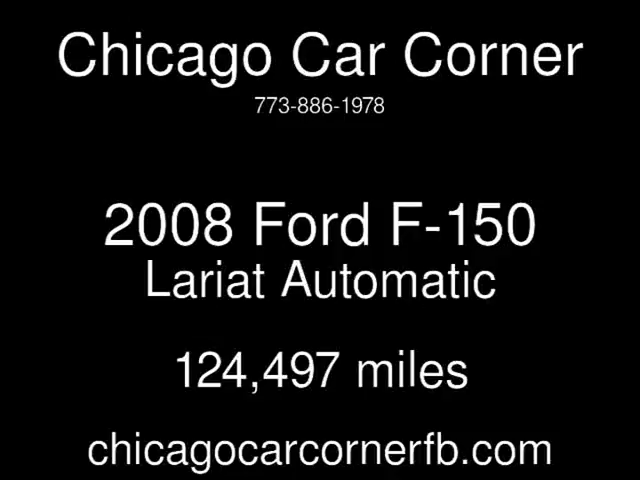 Chicago Car Corner
773-886-1978
2008 Ford F-150
Lariat Automatic
124,497 miles
chicagocarcornerfb.com